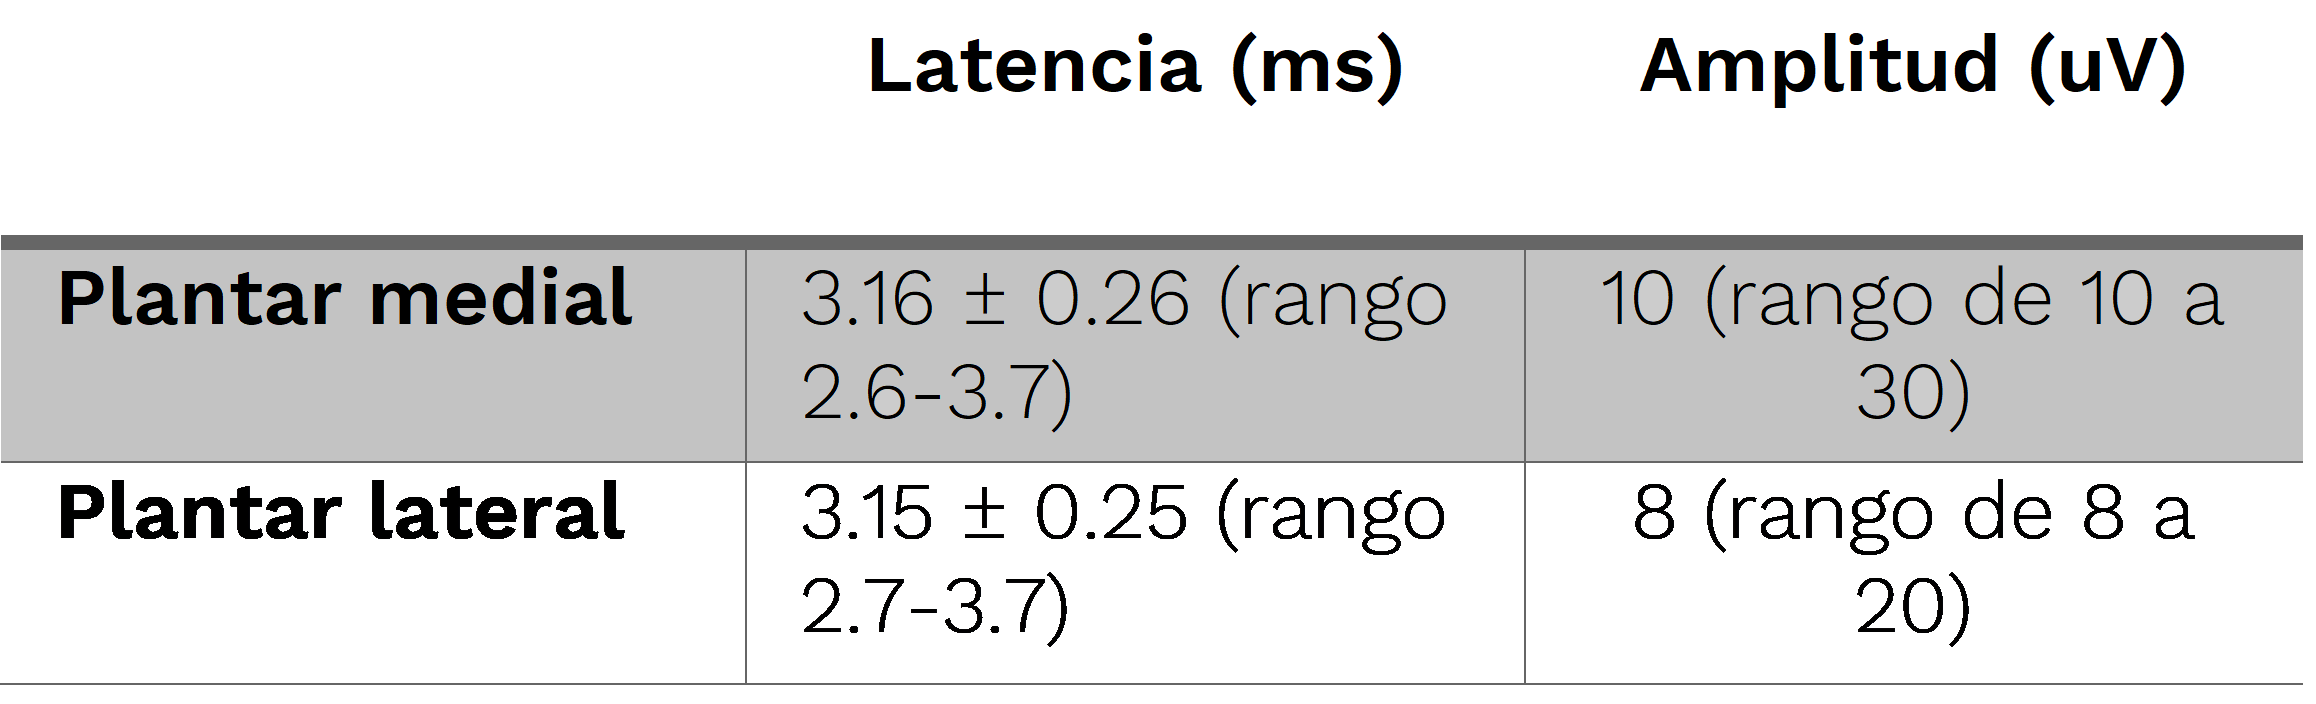 Latencia (ms) Amplitud (uV)
Plantar medial 3.16 ± 0.26 (rango 10 (rango de 10 a
2.6-3.7) 30)
Plantar lateral 3.15 ± 0.25 (rango 8 (rango de 8 a
2.7-3.7) 20)